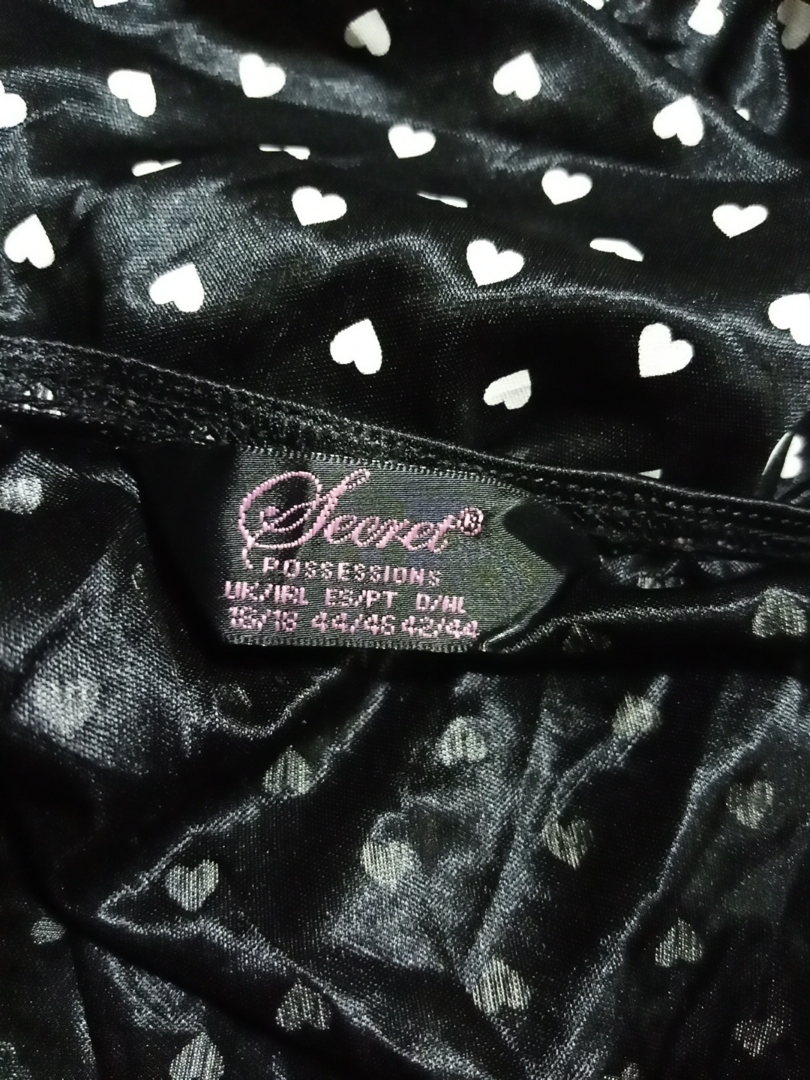 Secret®
POSSESSIONS
UK/IRL ES/PT D/NL
16/18 44/46 42/44